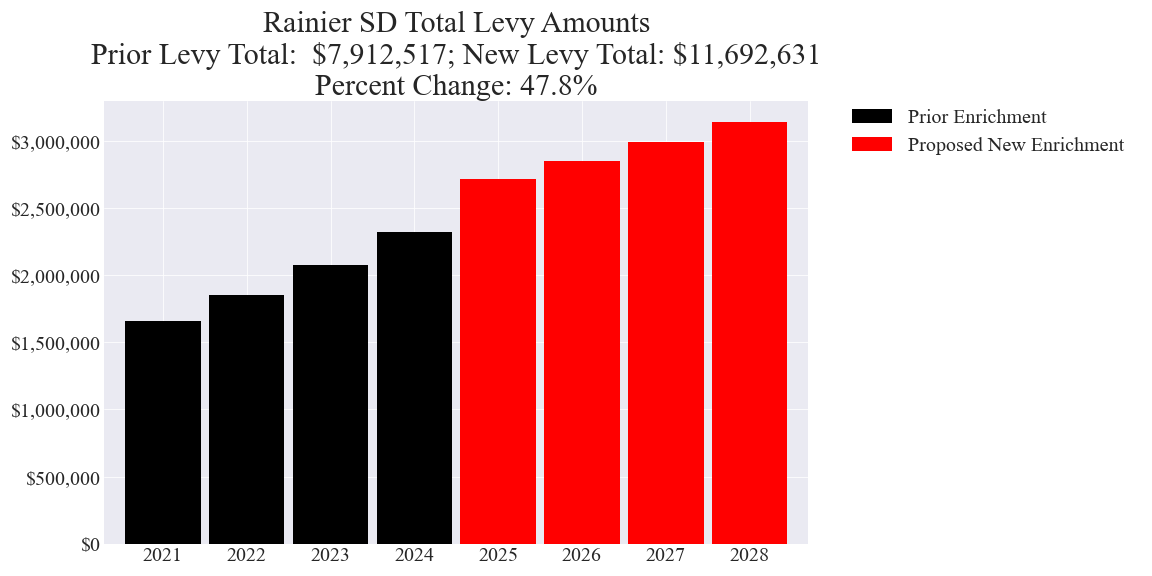 Rainier SD Total Levy Amounts
Prior Levy Total:  $7,912,517; New Levy Total: $11,692,631
Percent Change: 47.8%
Prior Enrichment
Proposed New Enrichment
$3,000,000
$2,500,000
$2,000,000
$1,500,000
$1,000,000
$500,000
$0
2021 2022 2023 2024 2025 2026 2027 2028